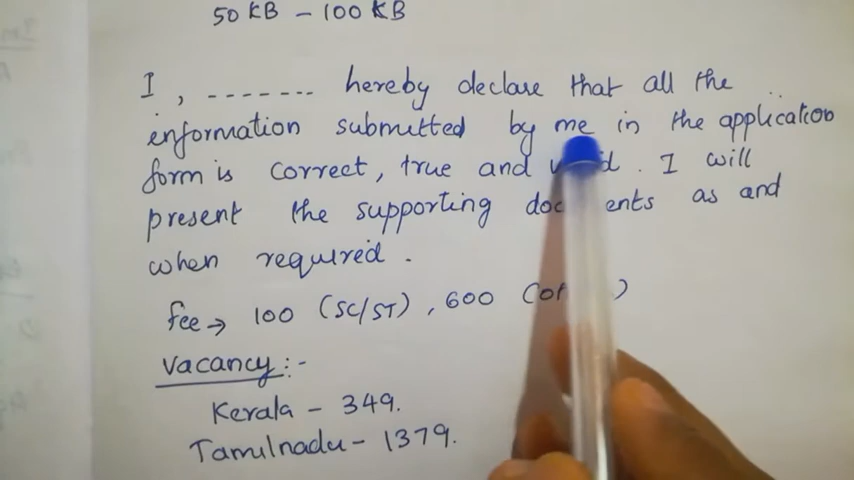 50 KB - 100 KB
I, ------- hereby declare that all the
information submitted by me in the application
form is correct, true and. I will
present the supporting as and
when required.
fee → 100 (SC/ST), 600
Vacancy:-
Kerala - 349.
Tamilnadu - 1379.